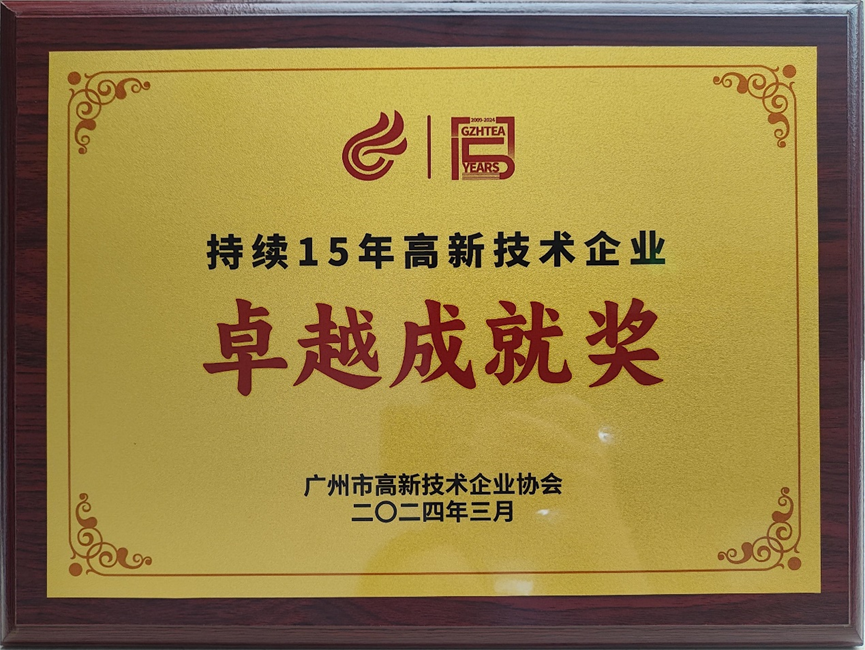 2009-2024
GZHTEA
15
YEARS
持续15年高新技术企业
卓越成就奖
广州市高新技术企业协会
二〇二四年三月